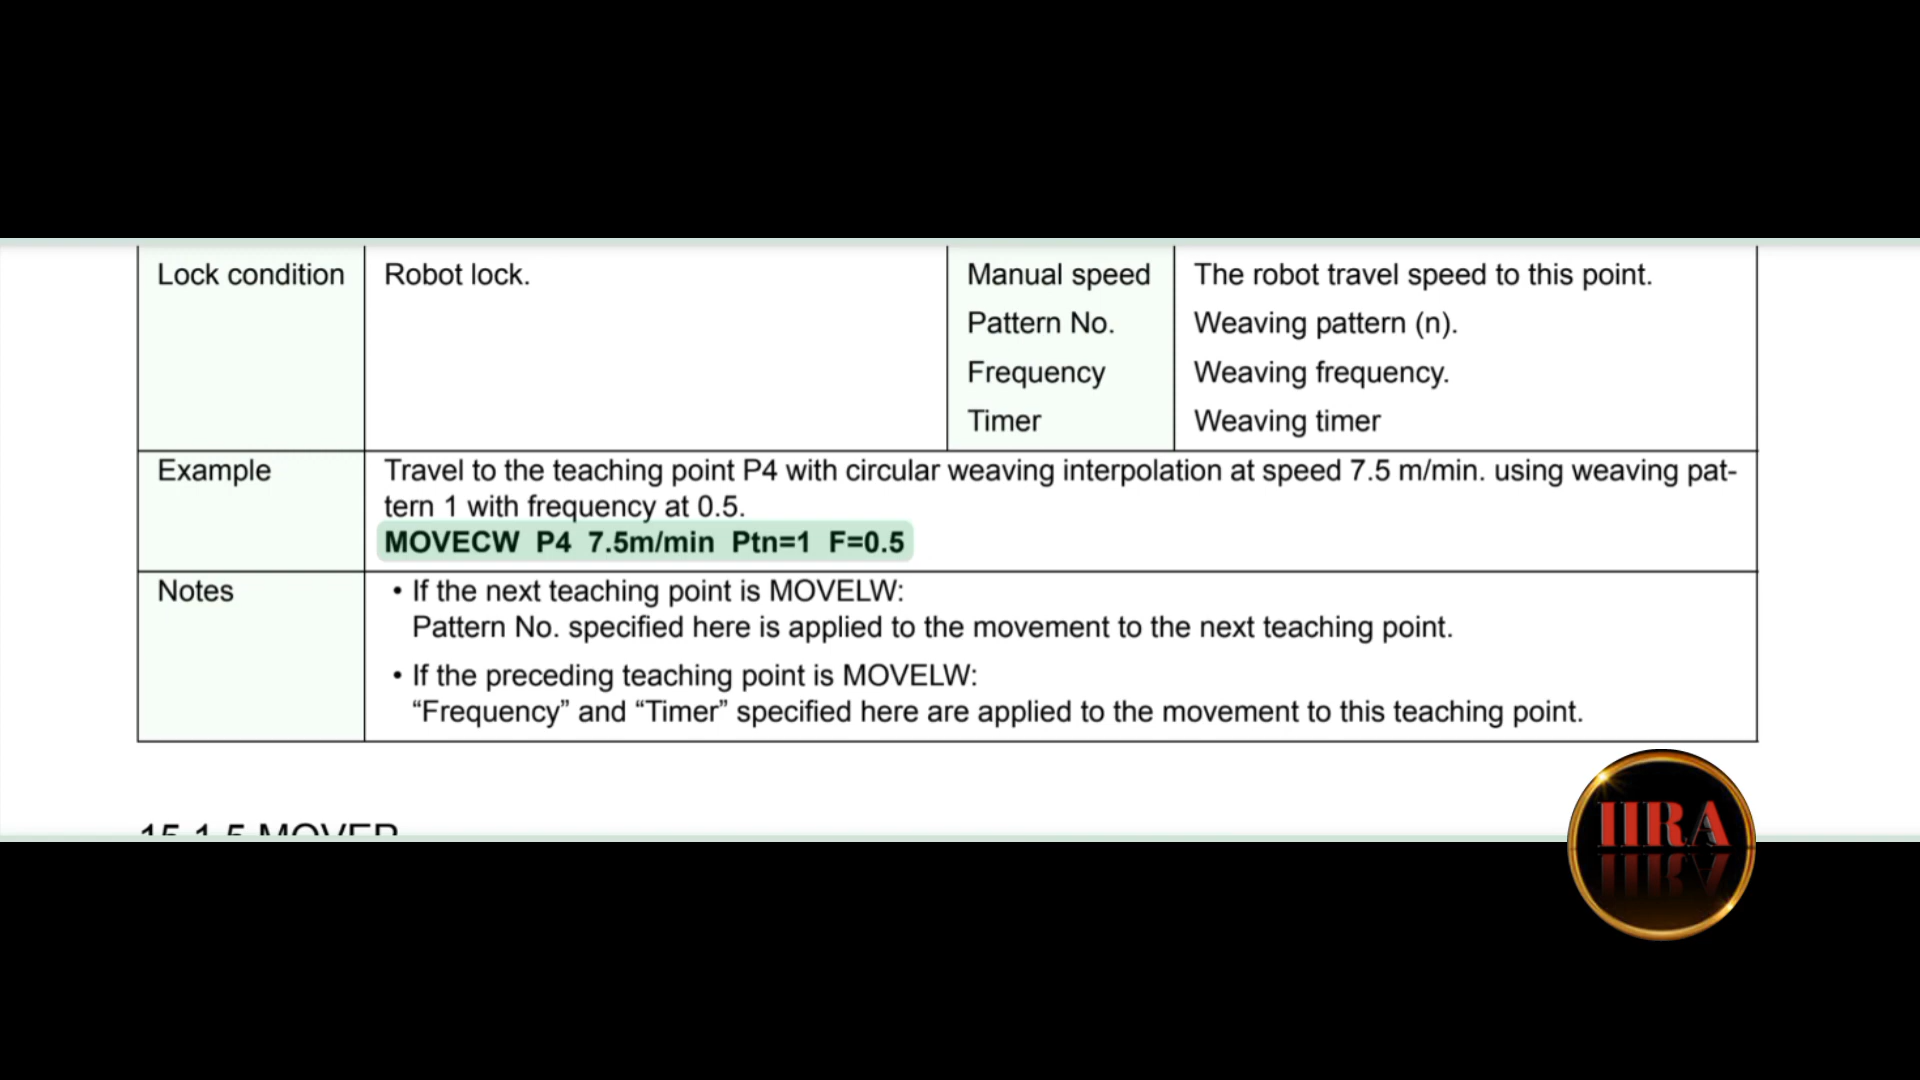 Lock condition
Robot lock.
Manual speed
The robot travel speed to this point.
Pattern No.
Weaving pattern (n).
Frequency
Weaving frequency.
Timer
Weaving timer
Example
Travel to the teaching point P4 with circular weaving interpolation at speed 7.5 m/min. using weaving pat-
tern 1 with frequency at 0.5.
MOVECW P4 7.5m/min Ptn=1 F=0.5
Notes
• If the next teaching point is MOVELW:
Pattern No. specified here is applied to the movement to the next teaching point.
• If the preceding teaching point is MOVELW:
“Frequency” and “Timer” specified here are applied to the movement to this teaching point.
15.1.5 MOVEP
IIRA